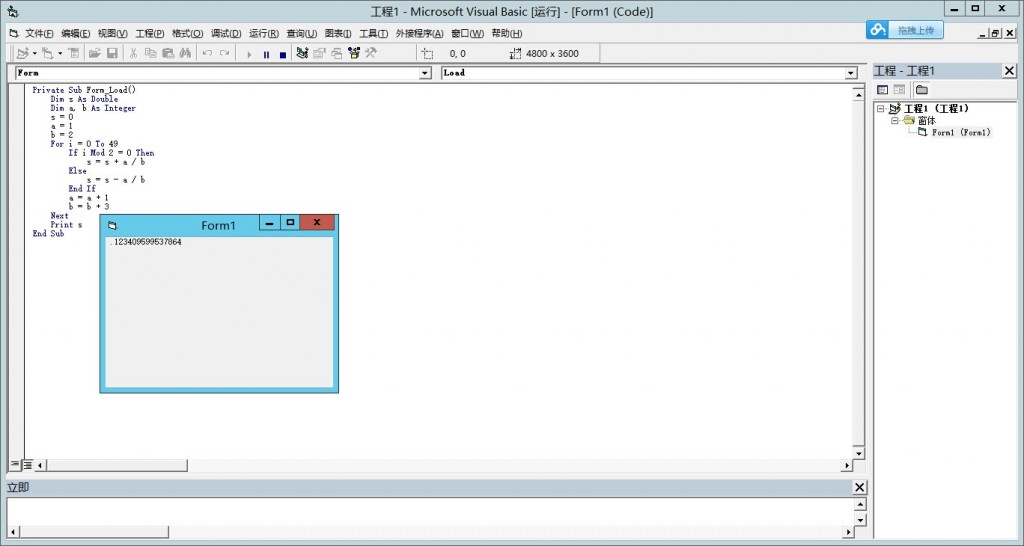 工程1 - Microsoft Visual Basic [运行] - [Form1 (Code)]
文件(F) 编辑(E) 视图(V) 工程(P) 格式(O) 调试(D) 运行(R) 查询(U) 图表(I) 工具(T) 外接程序(A) 窗口(W) 帮助(H)
拖拽上传
0, 0
4800 x 3600
Form
Load
Private Sub Form_Load()
Dim s As Double
Dim a, b As Integer
s = 0
a = 1
b = 2
For i = 0 To 49
If i Mod 2 = 0 Then
s = s + a / b
Else
s = s - a / b
End If
a = a + 1
b = b + 3
Next
Print s
End Sub
Form1
.123409599537864
工程 - 工程1
工程1 (工程1)
窗体
Form1 (Form1)
立即